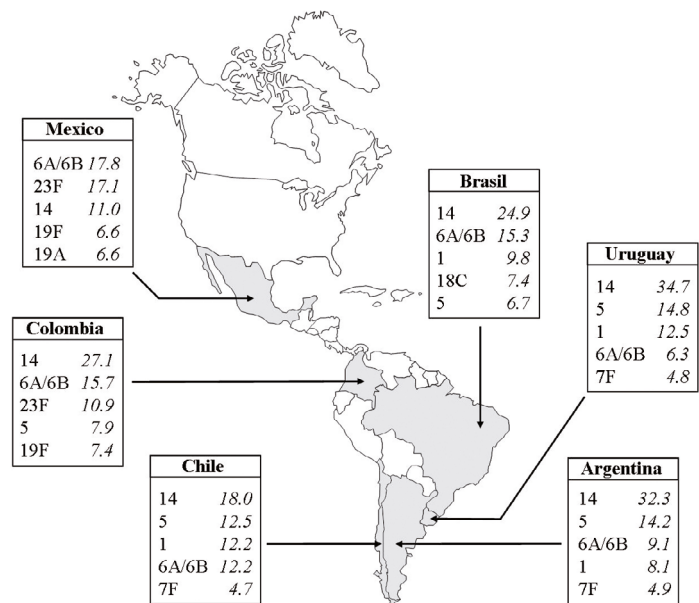 Mexico
6A/6B 17.8
23F 17.1
14 11.0
19F 6.6
19A 6.6
Brasil
14 24.9
6A/6B 15.3
1 9.8
18C 7.4
5 6.7
Uruguay
14 34.7
5 14.8
1 12.5
6A/6B 6.3
7F 4.8
Colombia
14 27.1
6A/6B 15.7
23F 10.9
5 7.9
19F 7.4
Chile
14 18.0
5 12.5
1 12.2
6A/6B 12.2
7F 4.7
Argentina
14 32.3
5 14.2
6A/6B 9.1
1 8.1
7F 4.9